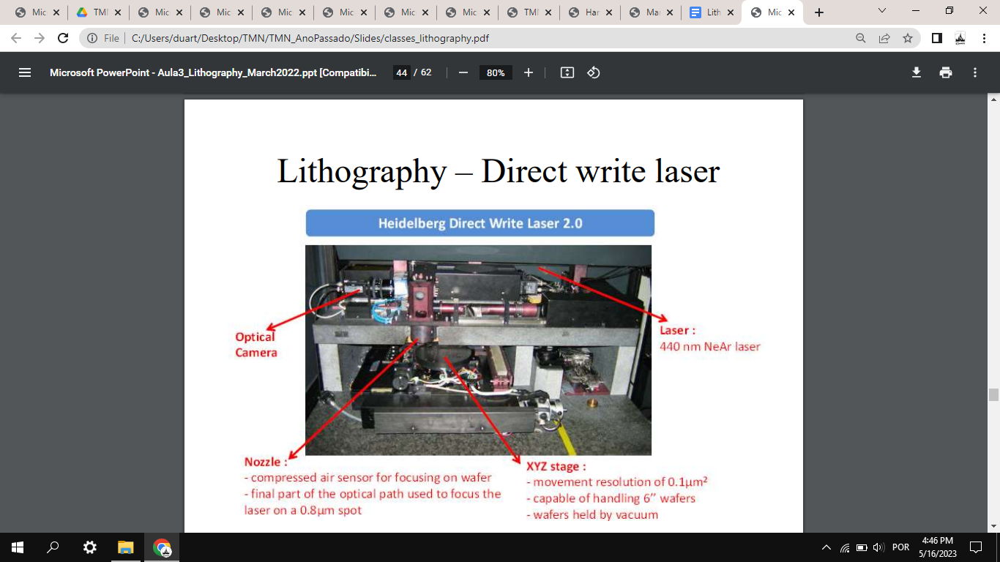 Mic
TMI
Mic
Mic
Mic
Mic
Mic
Mic
TMI
Har
Mar
Lith
Mic
File
C:/Users/duart/Desktop/TMN/TMN_AnoPassado/Slides/classes_lithography.pdf
Microsoft PowerPoint - Aula3_Lithography_March2022.ppt [Compatibi...
44 / 62
80%
Lithography – Direct write laser
Heidelberg Direct Write Laser 2.0
Optical
Camera
Laser :
440 nm NeAr laser
Nozzle :
- compressed air sensor for focusing on wafer
- final part of the optical path used to focus the
laser on a 0.8µm spot
XYZ stage :
- movement resolution of 0.1µm²
- capable of handling 6’’ wafers
- wafers held by vacuum
POR
4:46 PM
5/16/2023